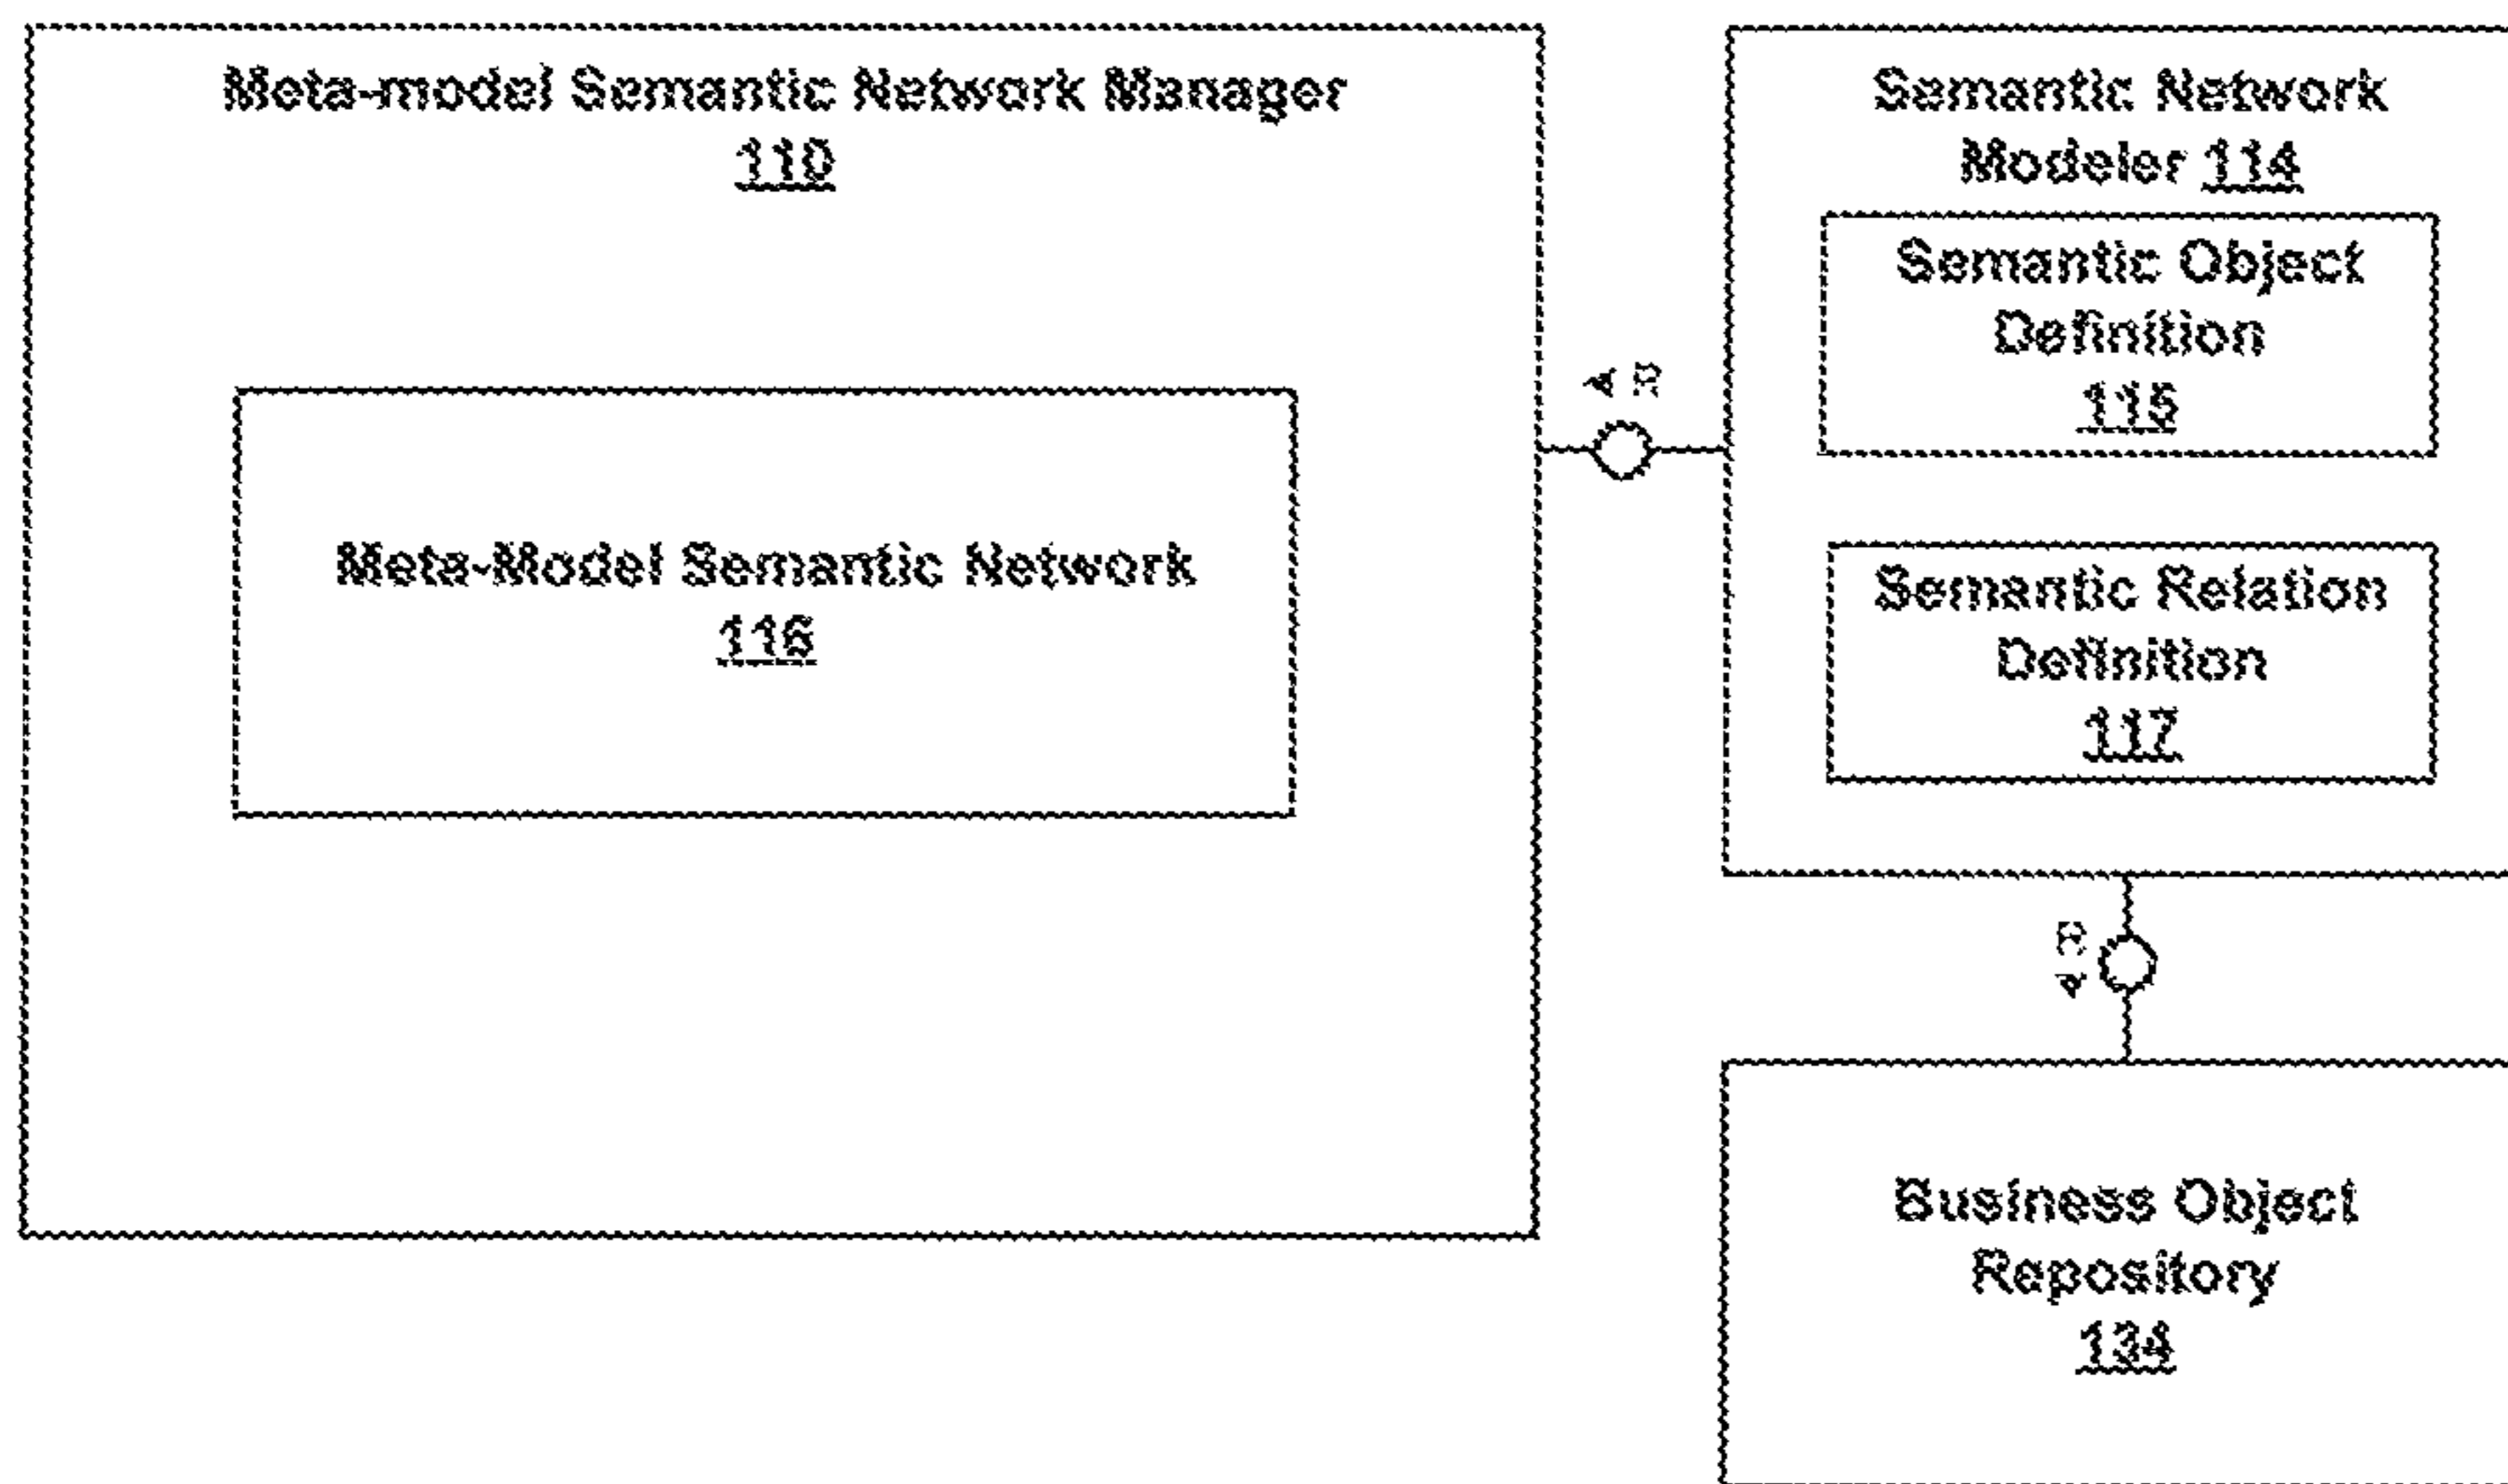 Meta-model Semantic Network Manager
110
Meta-Model Semantic Network
116
Semantic Network
Modeler 114
Semantic Object
Definition
115
Semantic Relation
Definition
117
R
R
Business Object
Repository
134